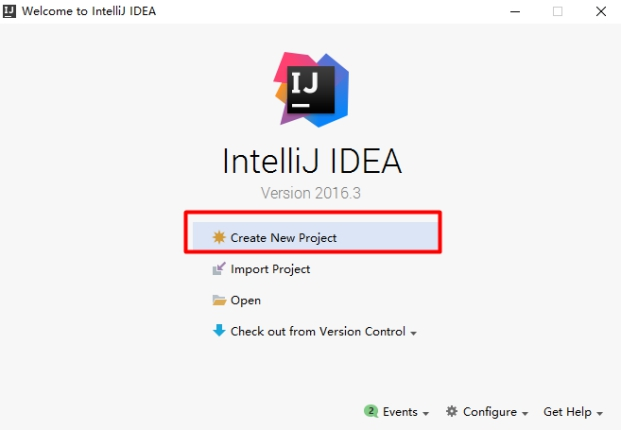 IJ Welcome to IntelliJ IDEA
IJ
IntelliJ IDEA
Version 2016.3
Create New Project
Import Project
Open
Check out from Version Control
2 Events Configure Get Help